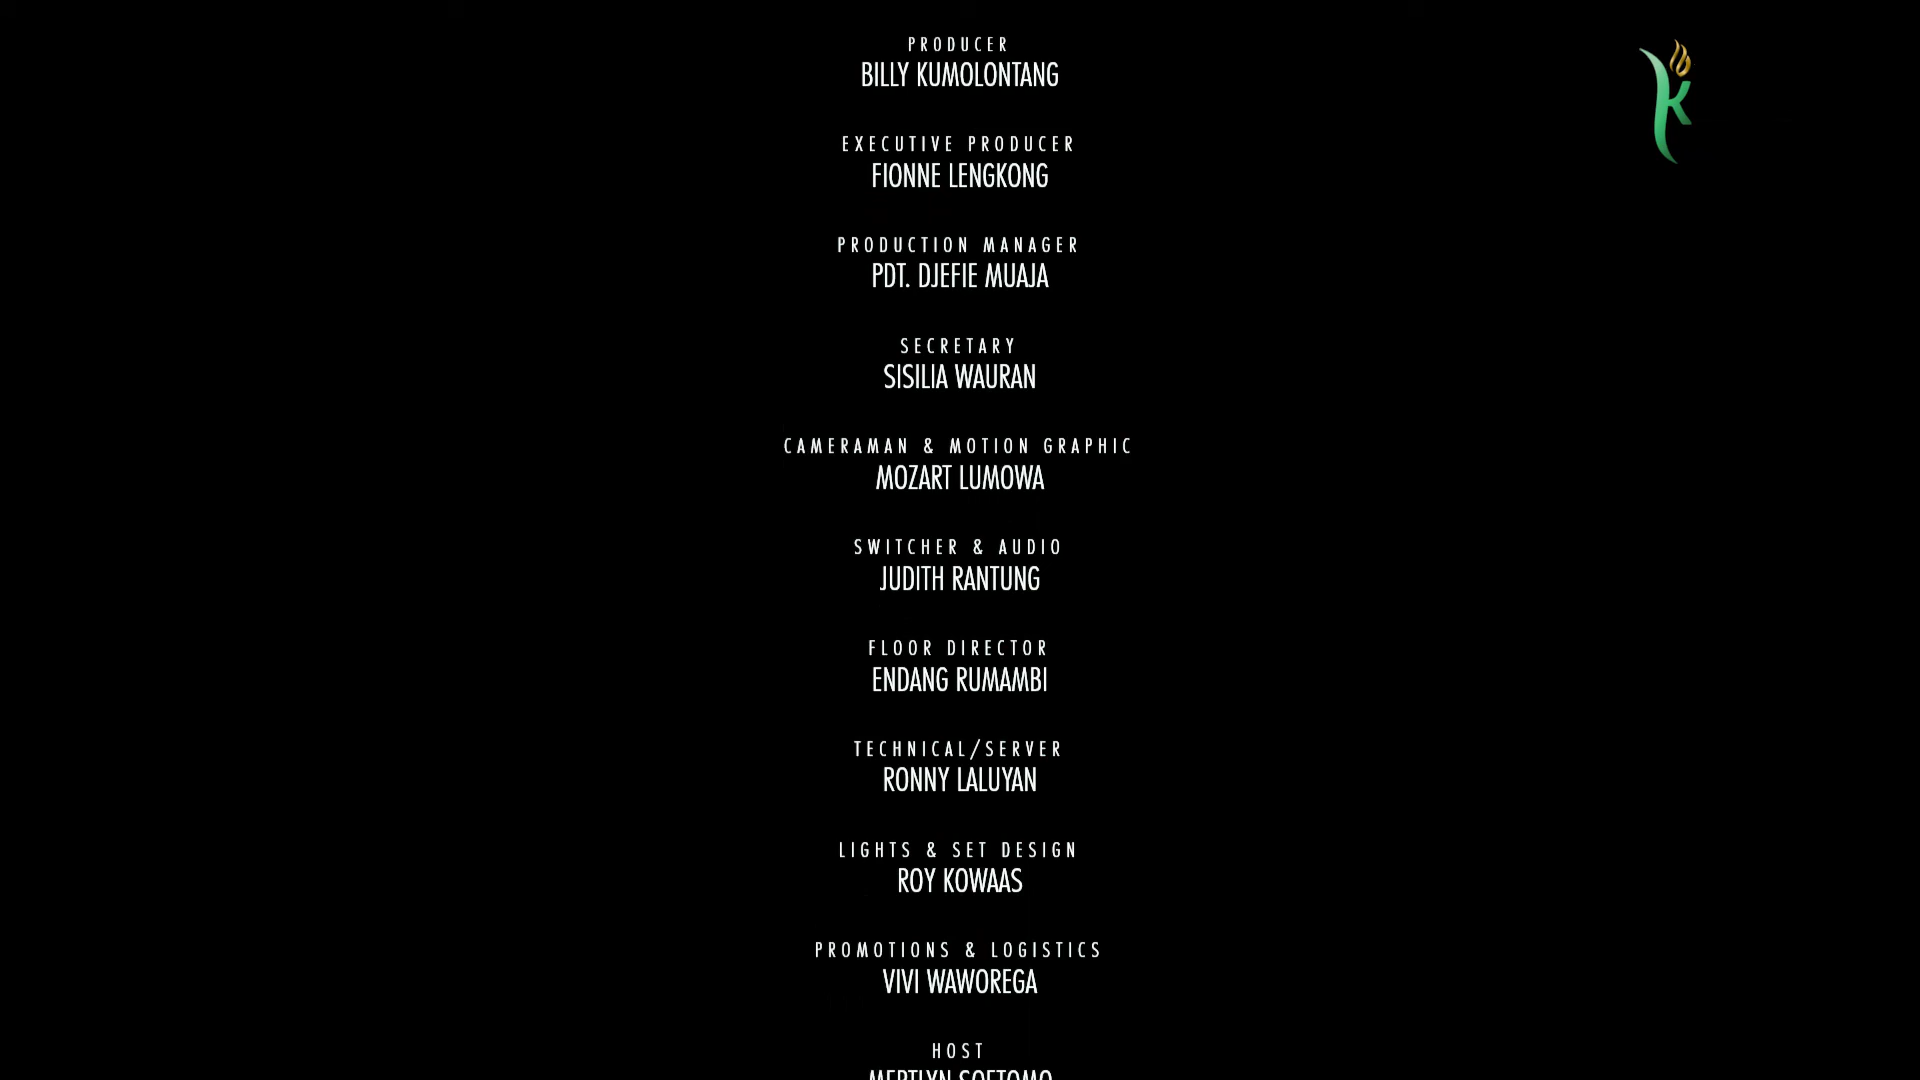 PRODUCER
BILLY KUMOLONTANG
EXECUTIVE PRODUCER
FIONNE LENGKONG
PRODUCTION MANAGER
PDT. DJEFIE MUAJA
SECRETARY
SISILIA WAURAN
CAMERAMAN & MOTION GRAPHIC
MOZART LUMOWA
SWITCHER & AUDIO
JUDITH RANTUNG
FLOOR DIRECTOR
ENDANG RUMAMBI
TECHNICAL/SERVER
RONNY LALUYAN
LIGHTS & SET DESIGN
ROY KOWAAS
PROMOTIONS & LOGISTICS
VIVI WAWOREGA
HOST